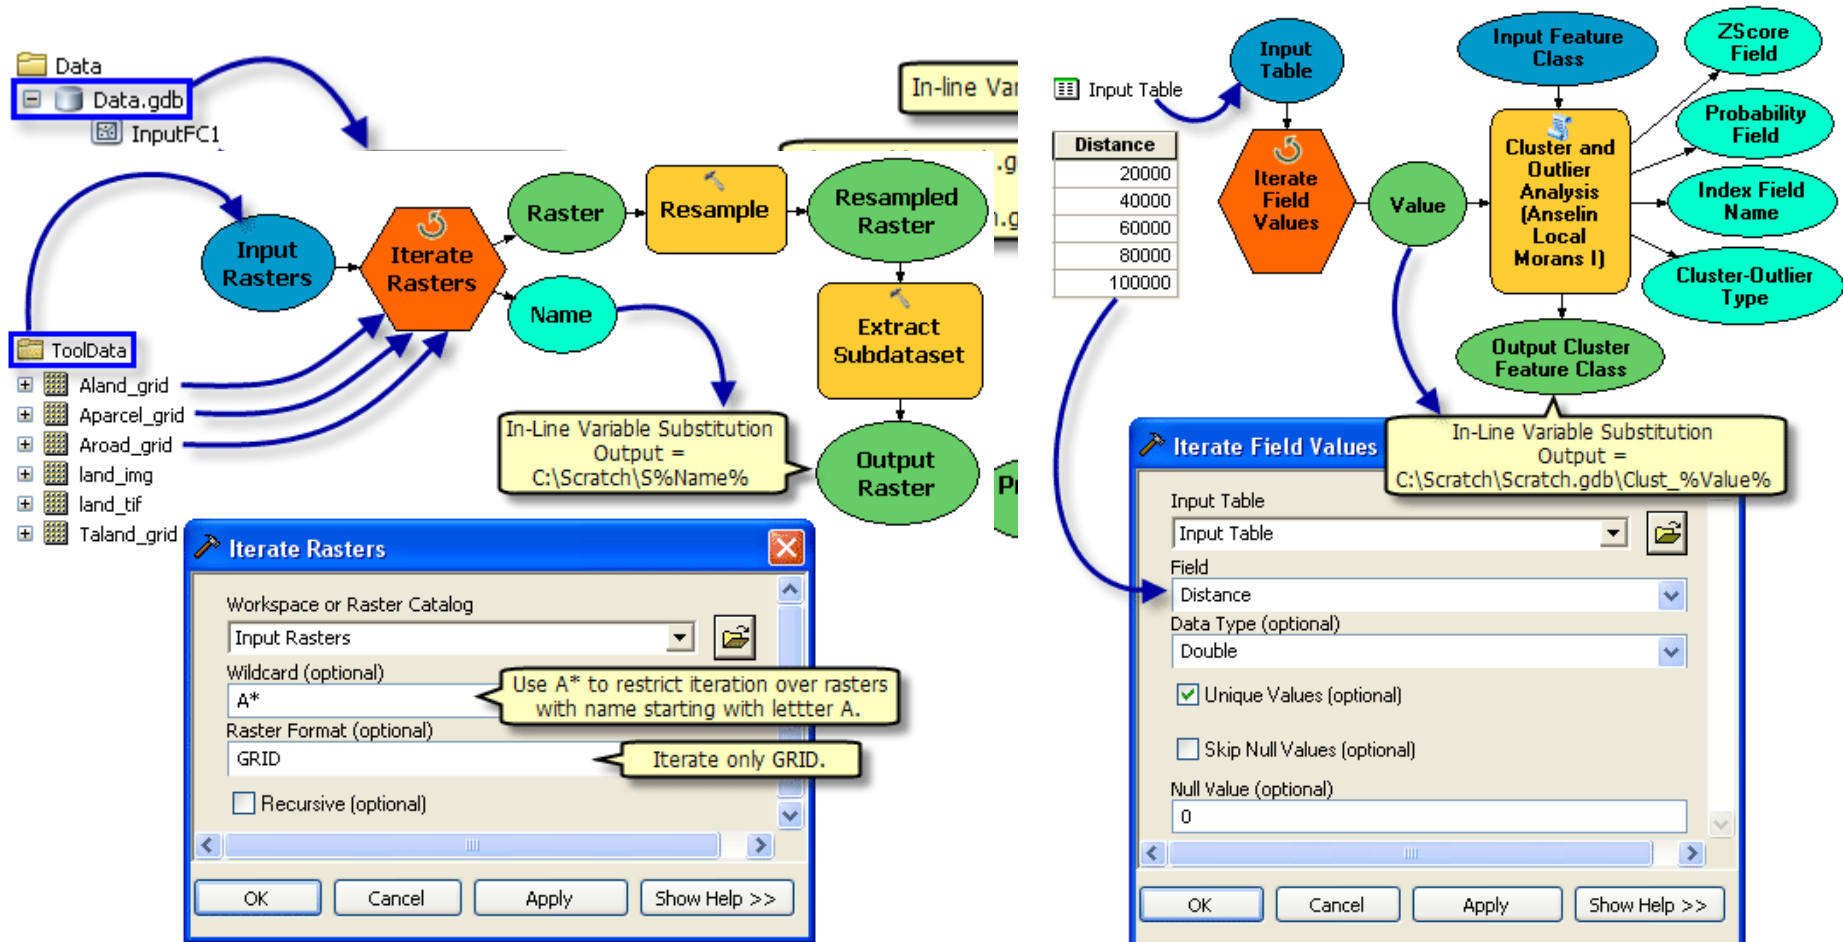 Data
Data.gdb
InputFC1
In-line Var
.g
n.g
Input
Rasters
Iterate
Rasters
Raster
Name
Resample
Resampled
Raster
Extract
Subdataset
Output
Raster
ToolData
Aland_grid
Aparcel_grid
Aroad_grid
land_img
land_tif
Taland_grid
In-Line Variable Substitution
Output =
C:\Scratch\S%Name%
Iterate Rasters
Workspace or Raster Catalog
Input Rasters
Wildcard (optional)
A*
Use A* to restrict iteration over rasters
with name starting with lettter A.
Raster Format (optional)
GRID
Iterate only GRID.
Recursive (optional)
OK
Cancel
Apply
Show Help >>
Input Table
Distance
20000
40000
60000
80000
100000
Input
Table
Iterate
Field
Values
Value
Input Feature
Class
Cluster and
Outlier
Analysis
(Anselin
Local
Morans I)
ZScore
Field
Probability
Field
Index Field
Name
Cluster-Outlier
Type
Output Cluster
Feature Class
In-Line Variable Substitution
Output =
C:\Scratch\Scratch.gdb\Clust_%Value%
Iterate Field Values
Input Table
Input Table
Field
Distance
Data Type (optional)
Double
Unique Values (optional)
Skip Null Values (optional)
Null Value (optional)
0
OK
Cancel
Apply
Show Help >>